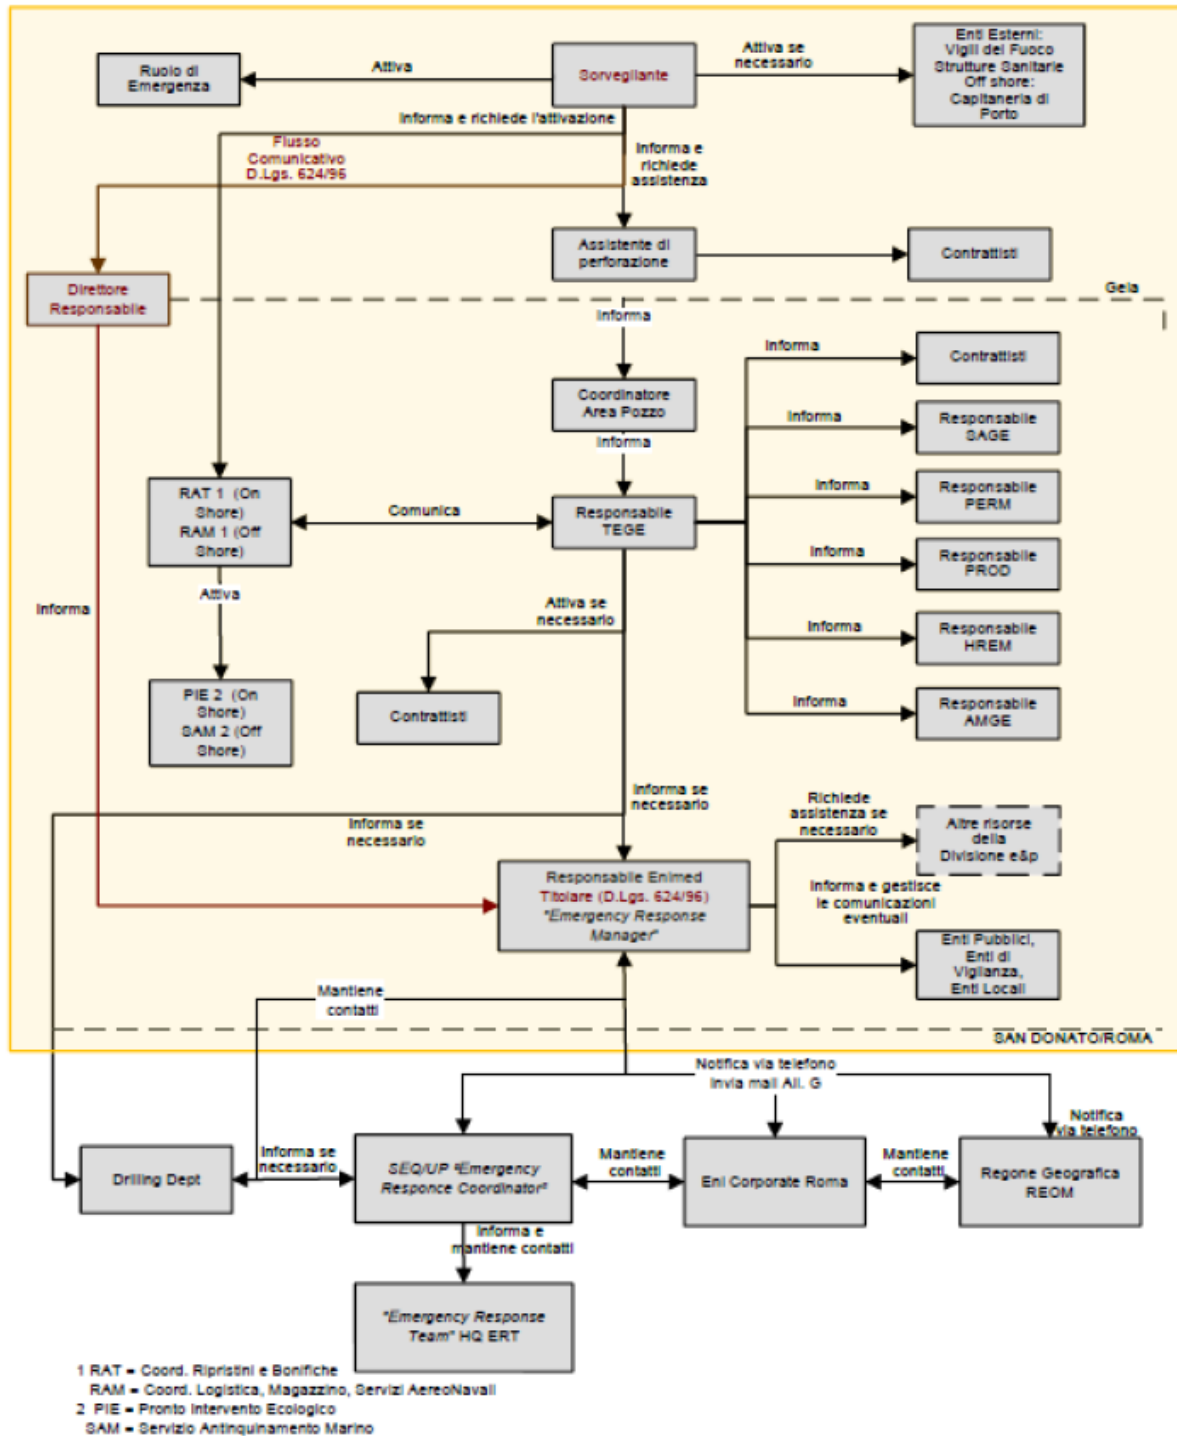 Ruolo di
Emergenza
Attiva
Sorvegliante
Attiva se
necessario
Enti Esterni:
Vigili del Fuoco
Strutture Sanitarie
Off shore:
Capitaneria di
Porto
Informa e richiede l'attivazione
Flusso
Comunicativo
D.Lgs. 624/96
Informa e
richiede
assistenza
Assistente di
perforazione
Contrattisti
Direttore
Responsabile
Gela
Informa
Informa
Contrattisti
Coordinatore
Area Pozzo
Informa
Responsabile
SAGE
Informa
Informa
Responsabile
PERM
RAT 1 (On
Shore)
RAM 1 (Off
Shore)
Comunica
Responsabile
TEGE
Informa
Responsabile
PROD
Attiva
Informa
Attiva se
necessario
Informa
Responsabile
HREM
PIE 2 (On
Shore)
SAM 2 (Off
Shore)
Contrattisti
Informa
Responsabile
AMGE
Informa se
necessario
Informa se
necessario
Richiede
assistenza se
necessario
Altre risorse
della
Divisione e&p
Responsabile Enimed
Titolare (D.Lgs. 624/96)
"Emergency Response
Manager"
Informa e gestisce
le comunicazioni
eventuali
Enti Pubblici,
Enti di
Vigilanza,
Enti Locali
Mantiene
contatti
SAN DONATO/ROMA
Notifica via telefono
Invia mail All. G
Notifica
via telefono
Drilling Dept
Informa se
necessario
SEQ/UP "Emergency
Responce Coordinator"
Mantiene
contatti
Eni Corporate Roma
Mantiene
contatti
Regone Geografica
REOM
Informa e
mantiene contatti
"Emergency Response
Team" HQ ERT
1 RAT = Coord. Ripristini e Bonifiche
RAM = Coord. Logistica, Magazzino, Servizi AereoNavali
2 PIE = Pronto Intervento Ecologico
SAM = Servizio Antinquinamento Marino